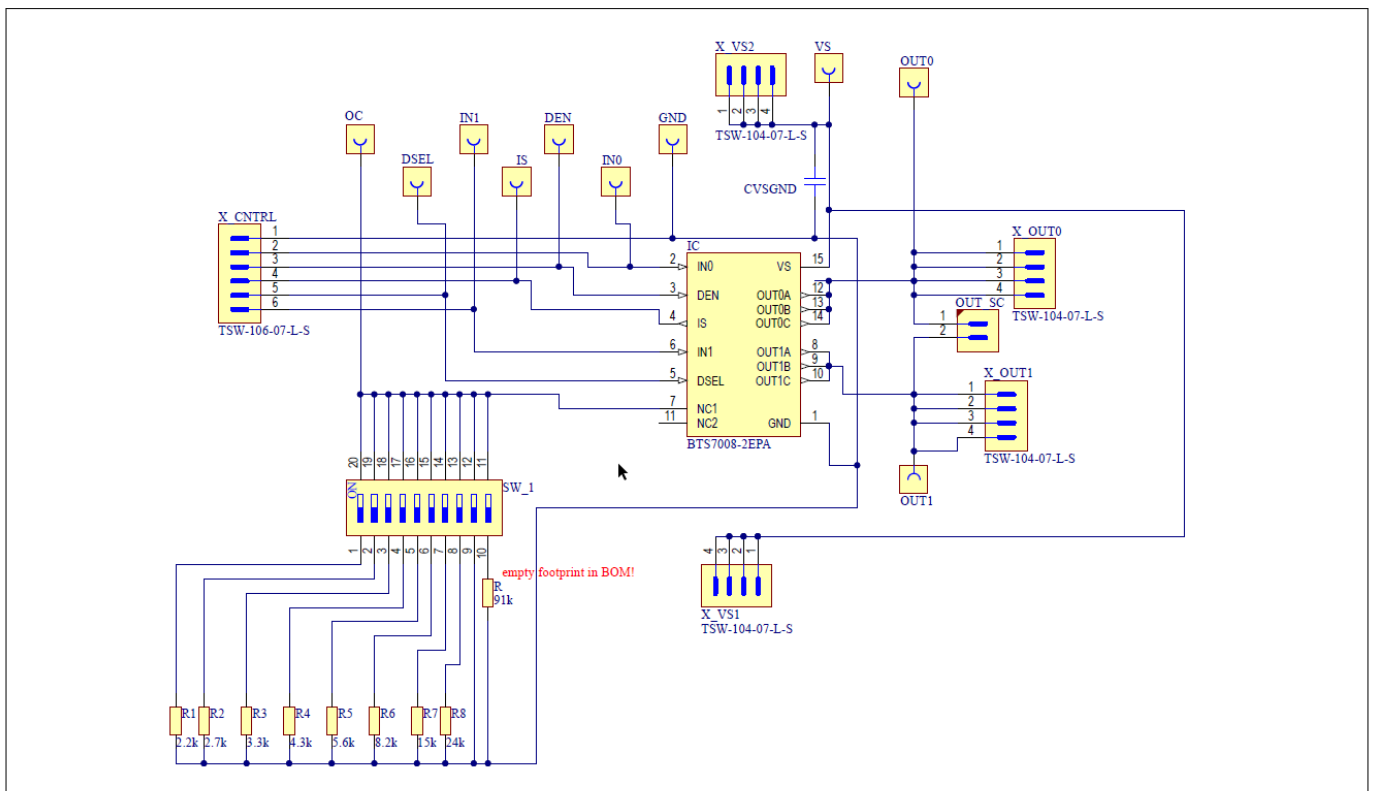 X_VS2
VS
OUT0
1 2 3 4
TSW-104-07-L-S
OC
IN1
DEN
GND
DSEL
IS
IN0
CVSGND
X_CNTRL
1
2
3
4
5
6
TSW-106-07-L-S
IC
2 IN0 VS 15
3 DEN OUT0A 12
OUT0B 13
4 IS OUT0C 14
6 IN1 OUT1A 8
OUT1B 9
5 DSEL OUT1C 10
7 NC1
11 NC2 GND 1
BTS7008-2EPA
X_OUT0
1
2
3
4
TSW-104-07-L-S
OUT_SC
1
2
X_OUT1
1
2
3
4
TSW-104-07-L-S
OUT1
20 19 18 17 16 15 14 13 12 11
ON
SW_1
1 2 3 4 5 6 7 8 9 10
empty footprint in BOM!
R
91k
4 3 2 1
X_VS1
TSW-104-07-L-S
R1 R2 R3 R4 R5 R6 R7 R8
2.2k 2.7k 3.3k 4.3k 5.6k 8.2k 15k 24k